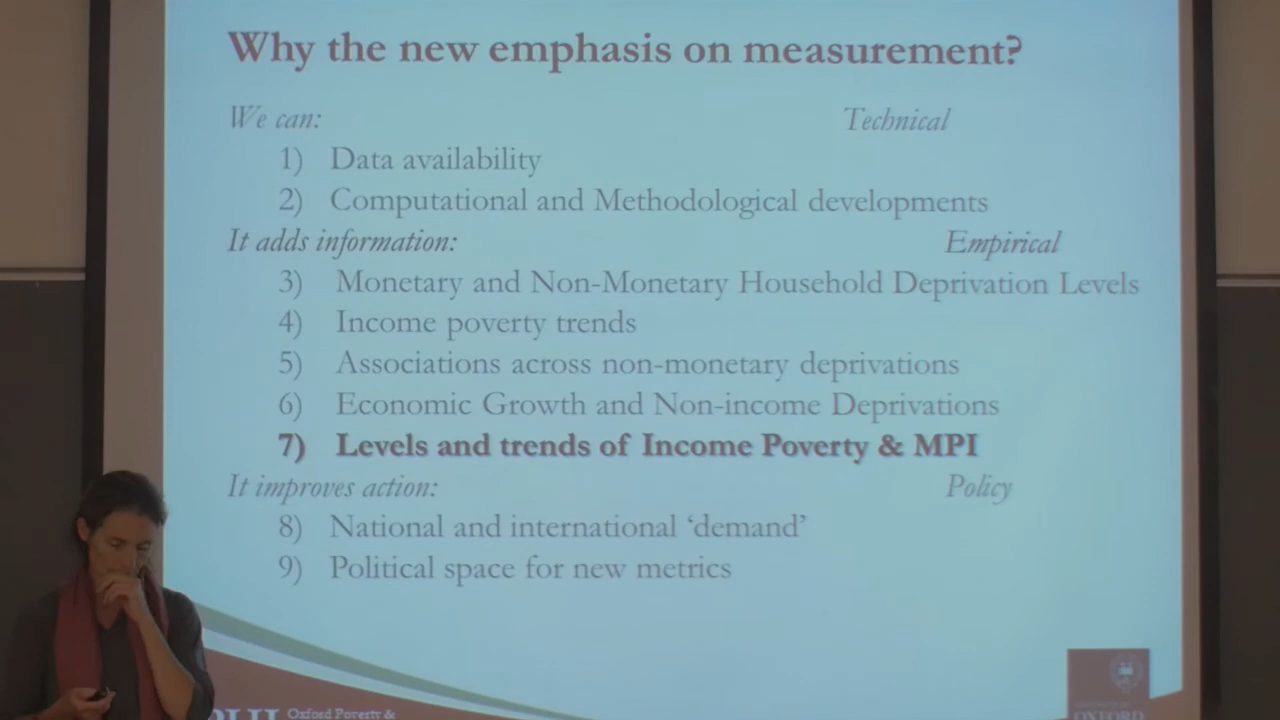 Why the new emphasis on measurement?
We can: Technical
1) Data availability
2) Computational and Methodological developments
It adds information: Empirical
3) Monetary and Non-Monetary Household Deprivation Levels
4) Income poverty trends
5) Associations across non-monetary deprivations
6) Economic Growth and Non-income Deprivations
7) Levels and trends of Income Poverty & MPI
It improves action: Policy
8) National and international ‘demand’
9) Political space for new metrics
Oxford Poverty &
OXFORD